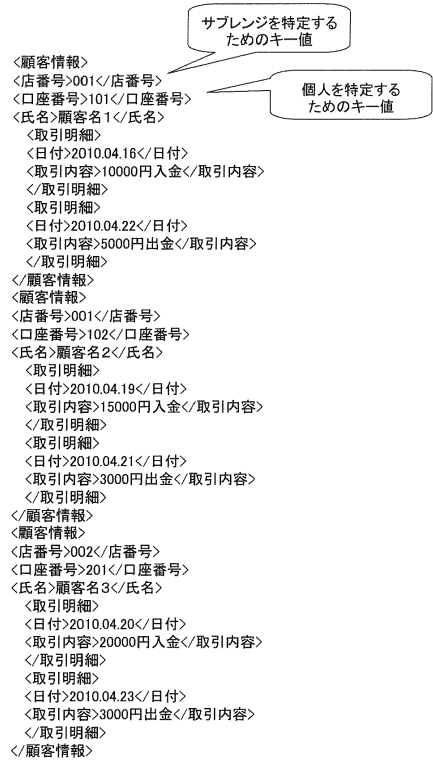 サブレンジを特定する
ためのキー値
<顧客情報>
<店番号>001</店番号>
<口座番号>101</口座番号>
個人を特定する
ためのキー値
<氏名>顧客名1</氏名>
<取引明細>
<日付>2010.04.16</日付>
<取引内容>10000円入金</取引内容>
</取引明細>
<取引明細>
<日付>2010.04.22</日付>
<取引内容>5000円出金</取引内容>
</取引明細>
</顧客情報>
<顧客情報>
<店番号>001</店番号>
<口座番号>102</口座番号>
<氏名>顧客名2</氏名>
<取引明細>
<日付>2010.04.19</日付>
<取引内容>15000円入金</取引内容>
</取引明細>
<取引明細>
<日付>2010.04.21</日付>
<取引内容>3000円出金</取引内容>
</取引明細>
</顧客情報>
<顧客情報>
<店番号>002</店番号>
<口座番号>201</口座番号>
<氏名>顧客名3</氏名>
<取引明細>
<日付>2010.04.20</日付>
<取引内容>20000円入金</取引内容>
</取引明細>
<取引明細>
<日付>2010.04.23</日付>
<取引内容>3000円出金</取引内容>
</取引明細>
</顧客情報>